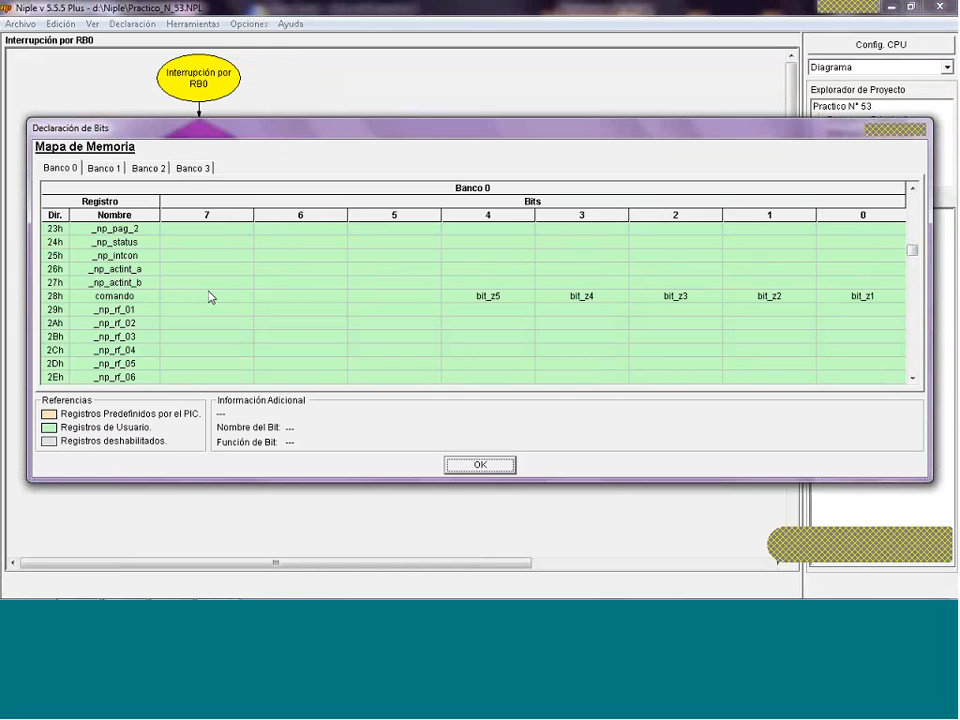 Niple v 5.5.5 Plus - d:\Niple\Practico_N_53.NPL
Archivo Edición Ver Declaración Herramientas Opciones Ayuda
Interrupción por RB0
Config. CPU
Diagrama
Explorador de Proyecto
Practico N° 53
Interrupción por
RB0
Declaración de Bits
Mapa de Memoria
Banco 0 Banco 1 Banco 2 Banco 3
Banco 0
Registro Bits
Dir. Nombre 7 6 5 4 3 2 1 0
23h _np_pag_2
24h _np_status
25h _np_intcon
26h _np_actint_a
27h _np_actint_b
28h comando bit_z5 bit_z4 bit_z3 bit_z2 bit_z1
29h _np_rf_01
2Ah _np_rf_02
2Bh _np_rf_03
2Ch _np_rf_04
2Dh _np_rf_05
2Eh _np_rf_06
Referencias
Registros Predefinidos por el PIC.
Registros de Usuario.
Registros deshabilitados.
Información Adicional
---
Nombre del Bit: ---
Función de Bit: ---
OK